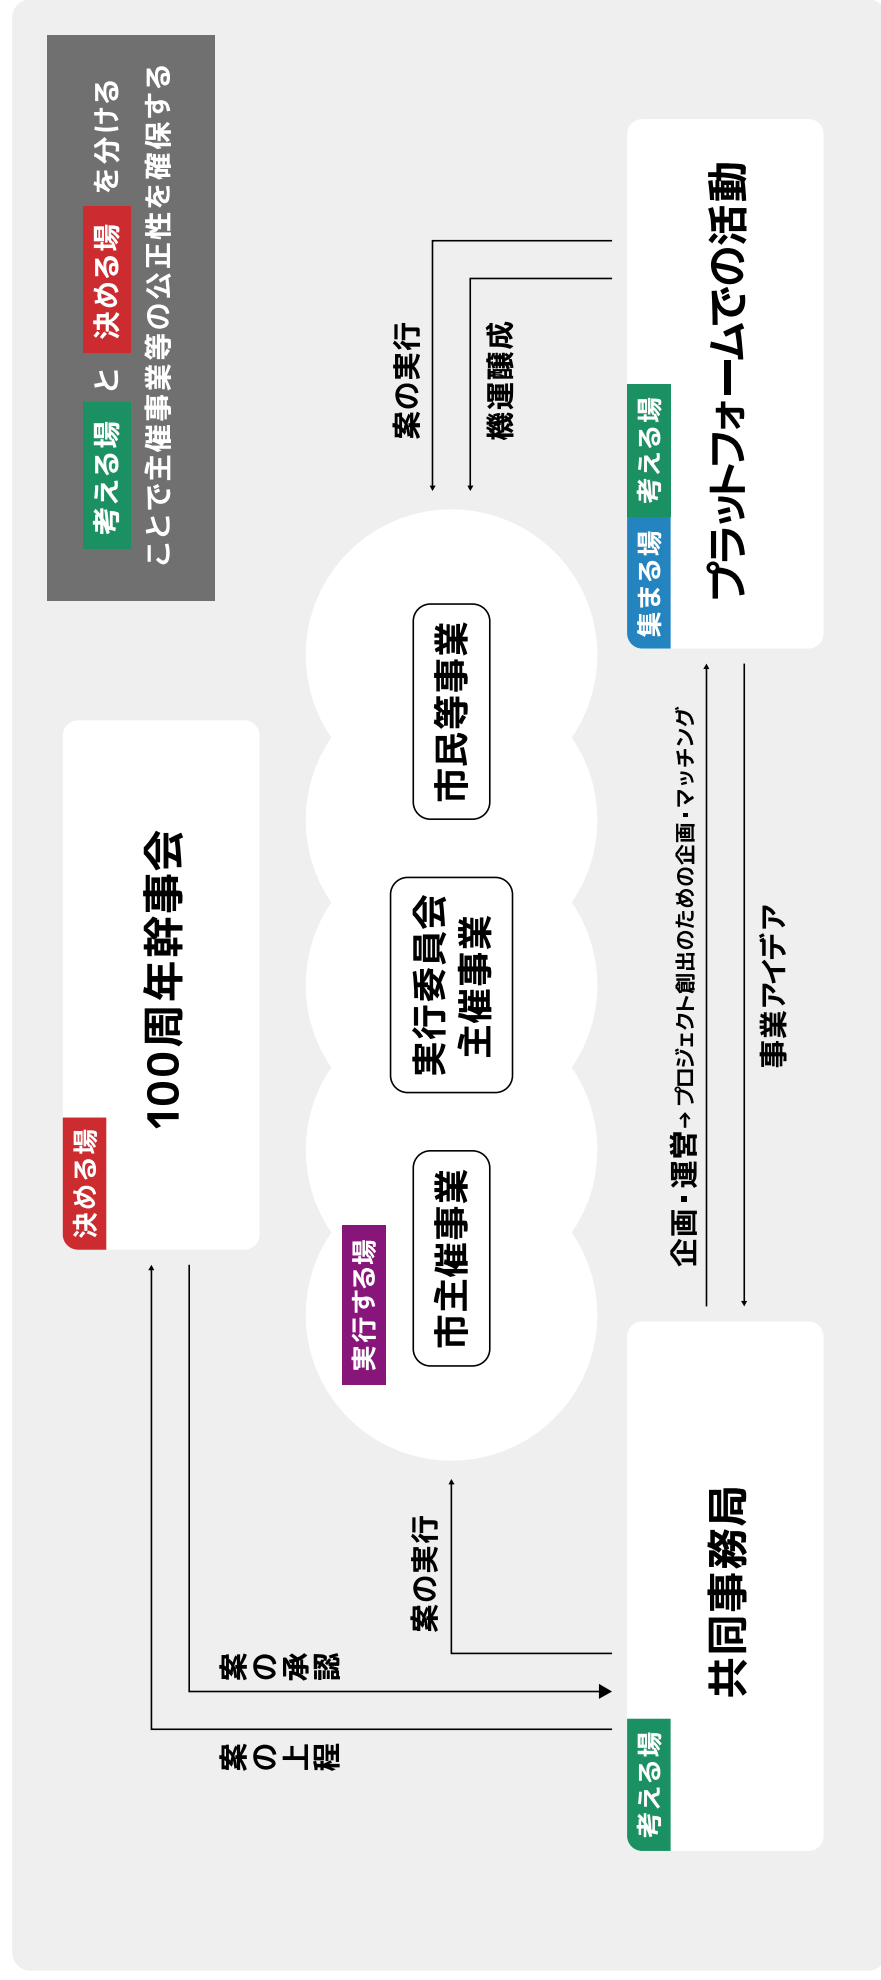 考える場 と 決める場 を分ける
ことで主催事業等の公正性を確保する
決める場
100周年幹事会
案の上程
案の承認
案の実行
実行する場
市主催事業
実行委員会
主催事業
市民等事業
案の実行
機運醸成
考える場
共同事務局
企画・運営→プロジェクト創出のための企画・マッチング
事業アイデア
集まる場
考える場
プラットフォームでの活動